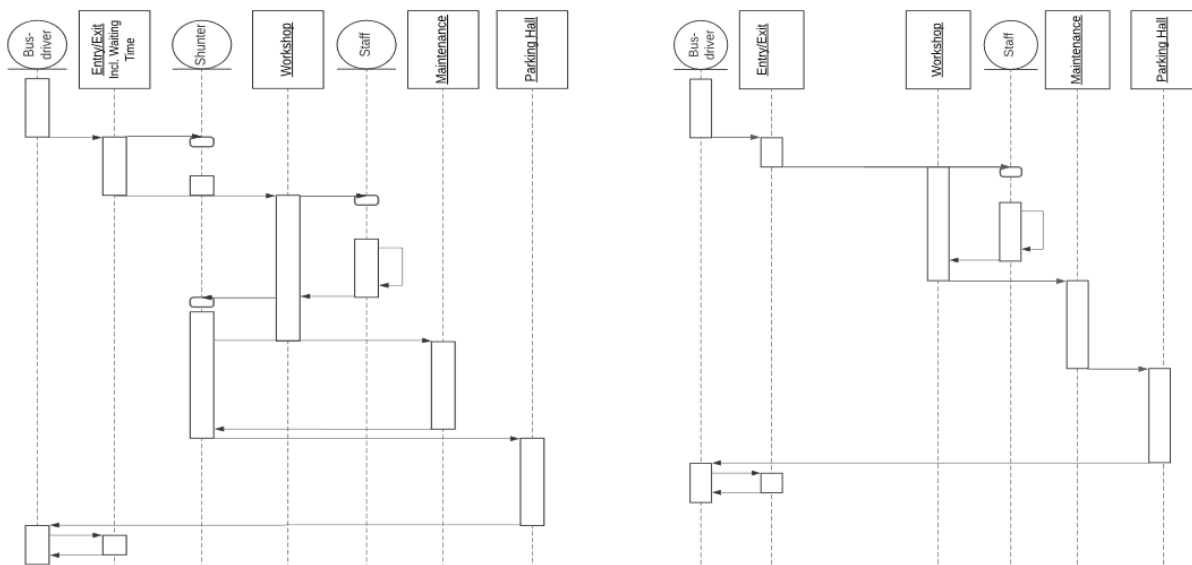 Bus-
driver
Entry/Exit
Incl. Waiting
Time
Shunter
Workshop
Staff
Maintenance
Parking Hall
Bus-
driver
Entry/Exit
Workshop
Staff
Maintenance
Parking Hall